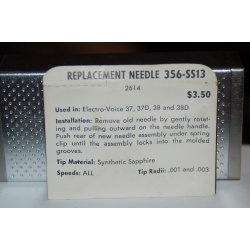 REPLACEMENT NEEDLE 356-SS13
2614
$3.50
Used in: Electro-Voice 37, 37D, 38 and 38D
Installation: Remove old needle by gently rotat-
ing and pulling outward on the needle handle.
Push rear of new needle assembly under spring
clip until the assembly locks into the molded
grooves.
Tip Material: Synthetic Sapphire
Speeds: ALL Tip Radii: .001 and .003